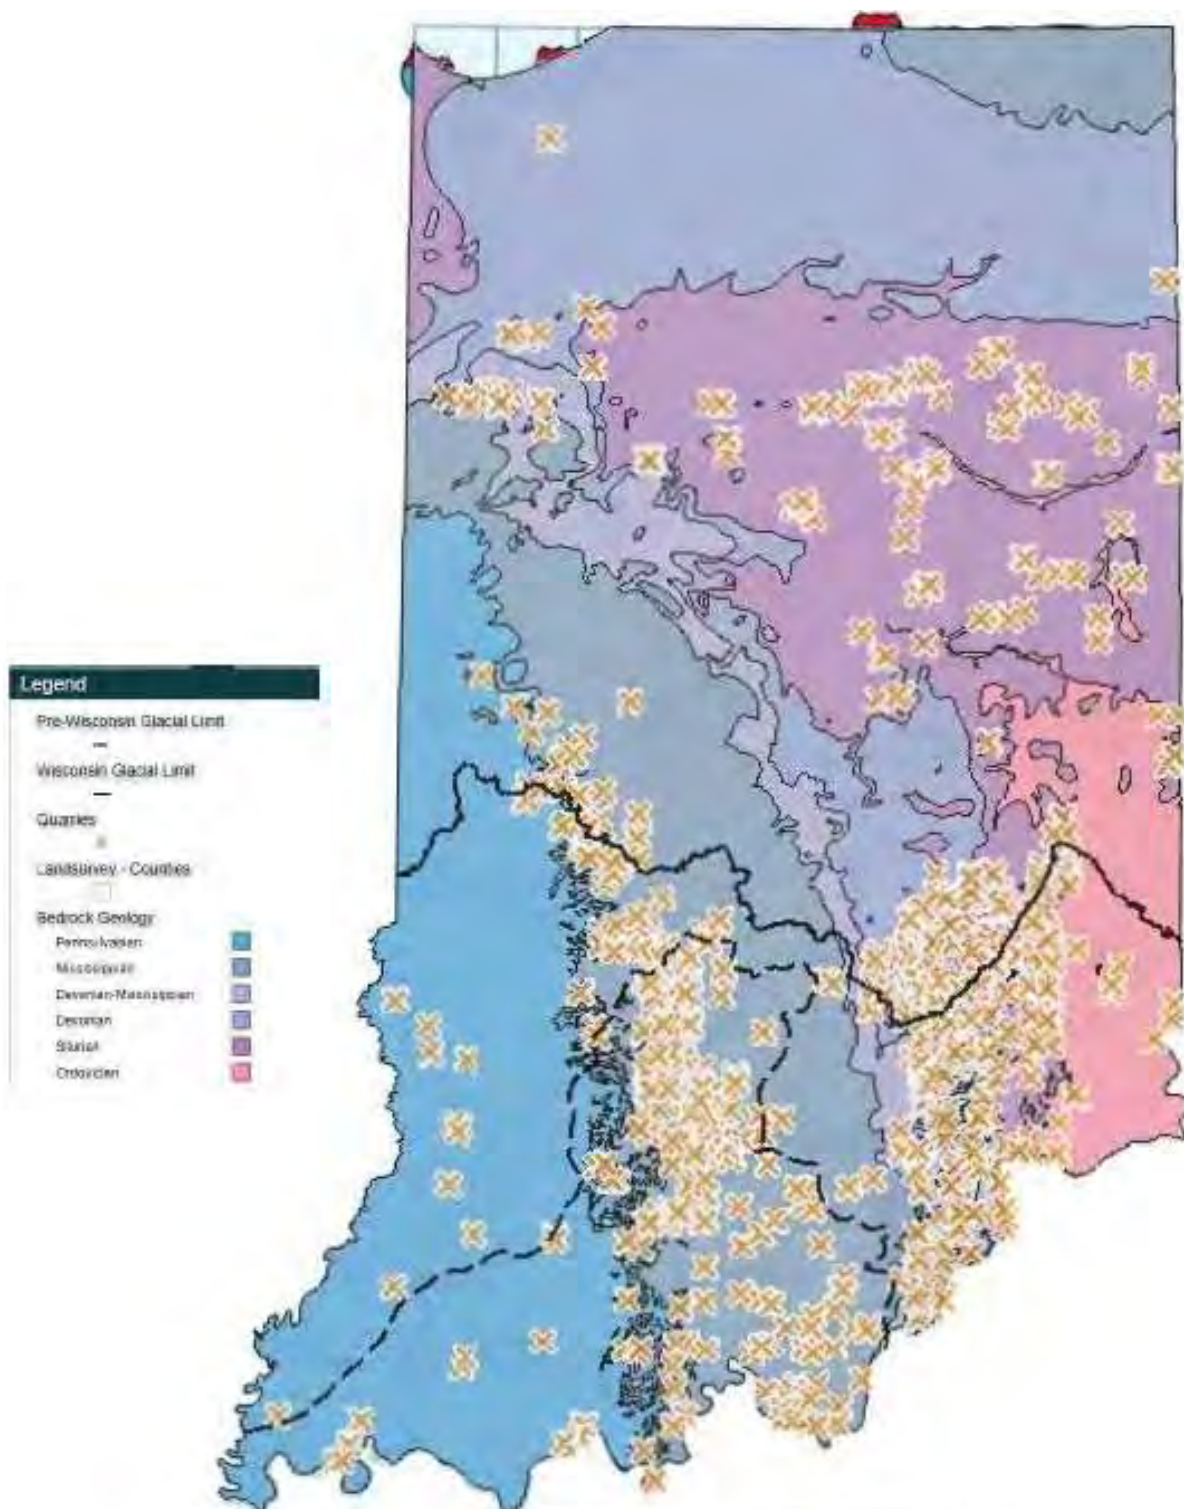 Legend
Pre-Wisconsin Glacial Limit
Wisconsin Glacial Limit
Quarries
Landsurvey - Counties
Bedrock Geology
Pennsylvanian
Mississippian
Devonian-Mississippian
Devonian
Silurian
Ordovician